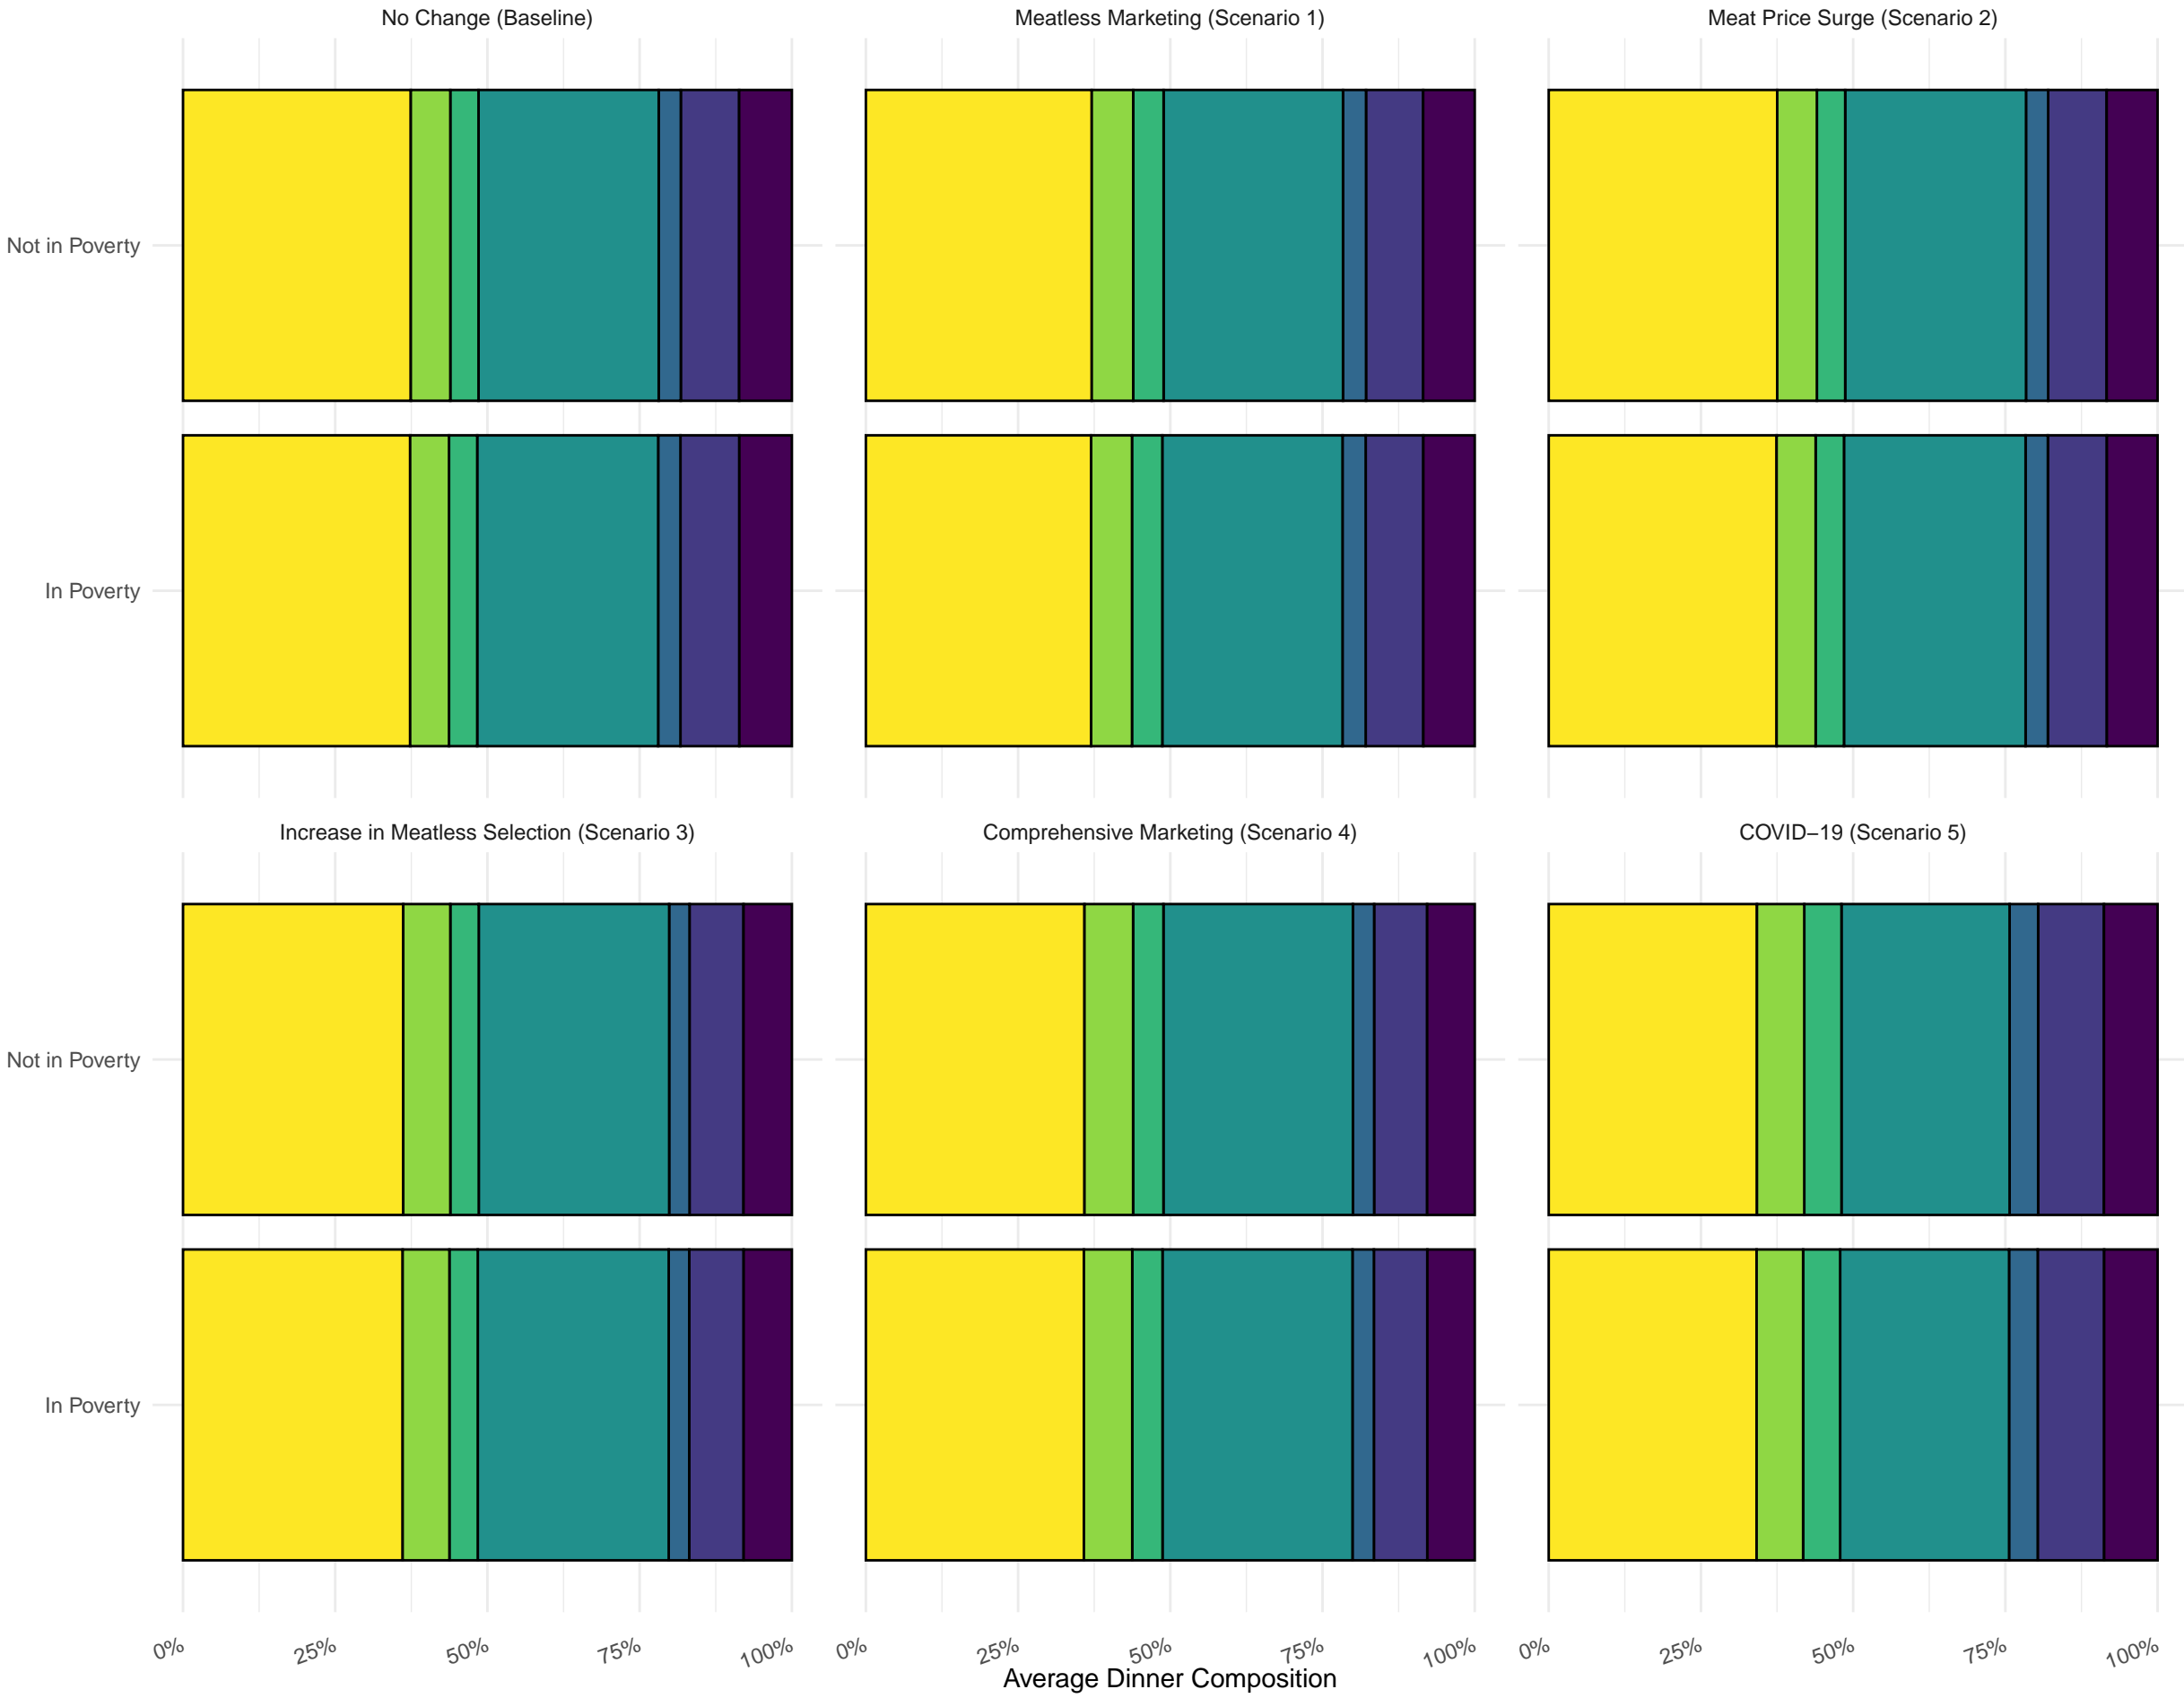 No Change (Baseline)
Meatless Marketing (Scenario 1)
Meat Price Surge (Scenario 2)
Not in Poverty
In Poverty
Increase in Meatless Selection (Scenario 3)
Comprehensive Marketing (Scenario 4)
COVID−19 (Scenario 5)
Not in Poverty
In Poverty
0% 25% 50% 75% 100%
0% 25% 50% 75% 100%
0% 25% 50% 75% 100%
Average Dinner Composition